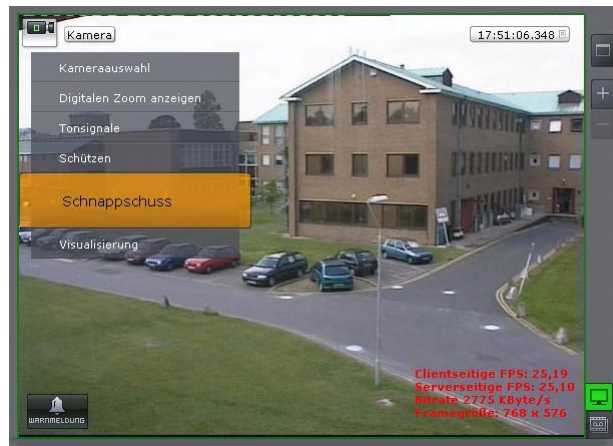 Kamera
17:51:06.348
Kameraauswahl
Digitalen Zoom anzeigen
Tonsignale
Schützen
Schnappschuss
Visualisierung
Clientseitige FPS: 25,19
Serverseitige FPS: 25,10
Bitrate 2775 KByte/s
Framegröße: 768 x 576
WARNMELDUNG